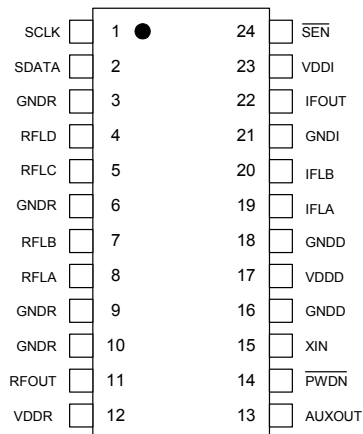 SCLK 1 24 SEN
SDATA 2 23 VDDI
GNDR 3 22 IFOUT
RFLD 4 21 GNDI
RFLC 5 20 IFLB
GNDR 6 19 IFLA
RFLB 7 18 GNDD
RFLA 8 17 VDDD
GNDR 9 16 GNDD
GNDR 10 15 XIN
RFOUT 11 14 PWDN
VDDR 12 13 AUXOUT